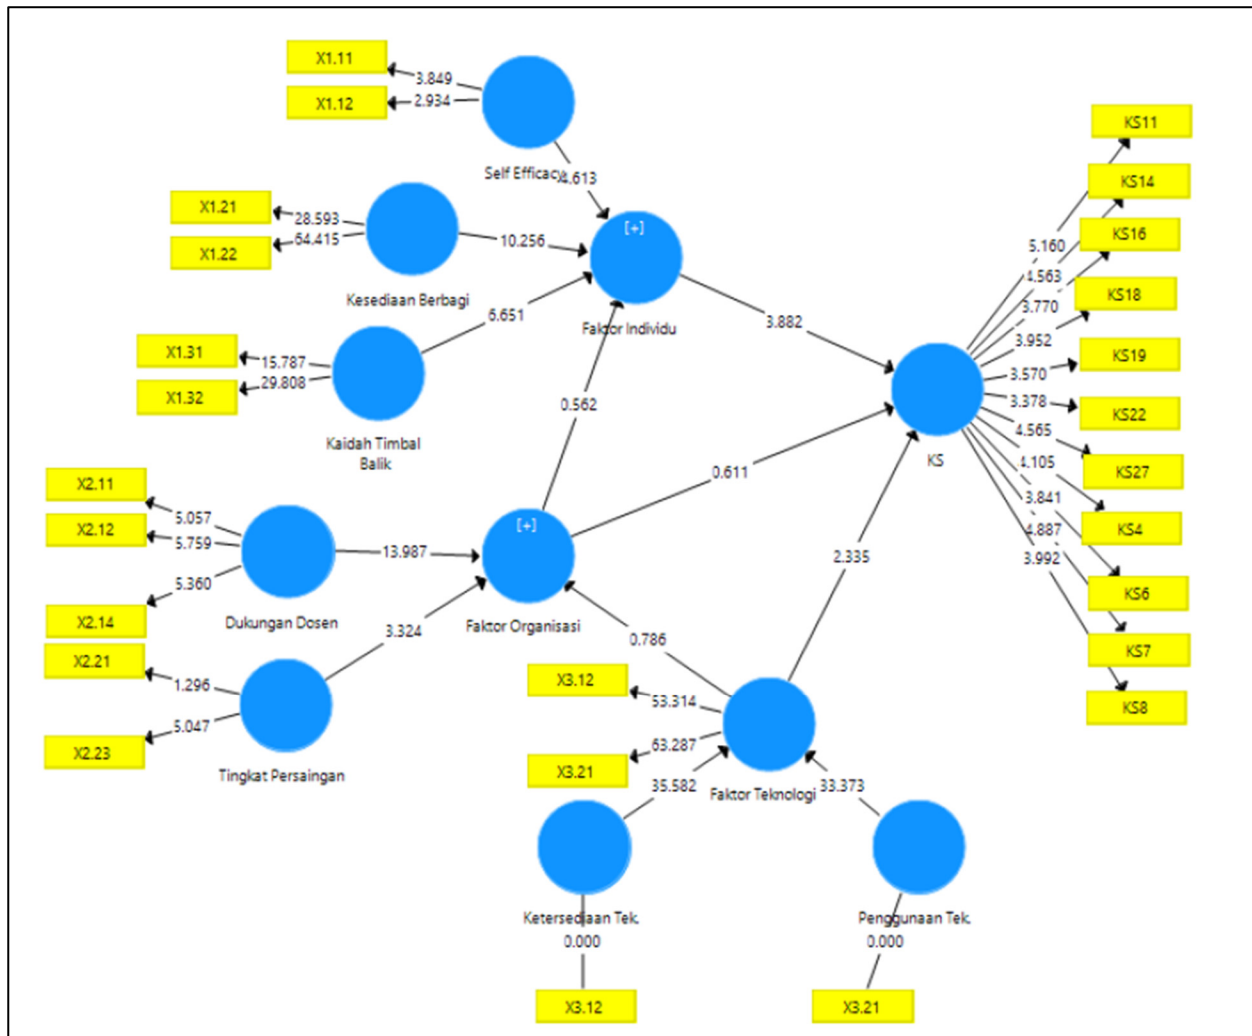 X1.11
3.849
X1.12
2.934
Self Efficacy
4.613
X1.21
28.593
X1.22
64.415
10.256
Kesediaan Berbagi
[+]
Faktor Individu
6.651
X1.31
15.787
X1.32
29.808
Kaidah Timbal
Balik
3.882
0.562
0.611
KS
KS11
KS14
KS16
KS18
KS19
KS22
KS27
KS4
KS6
KS7
KS8
5.160
4.563
3.770
3.952
3.570
3.378
4.565
4.105
3.841
4.887
3.992
X2.11
5.057
X2.12
5.759
5.360
X2.14
13.987
Dukungan Dosen
[+]
Faktor Organisasi
3.324
X2.21
1.296
5.047
X2.23
Tingkat Persaingan
0.786
2.335
X3.12
53.314
63.287
X3.21
Faktor Teknologi
35.582
33.373
Ketersediaan Tek.
0.000
X3.12
Penggunaan Tek.
0.000
X3.21